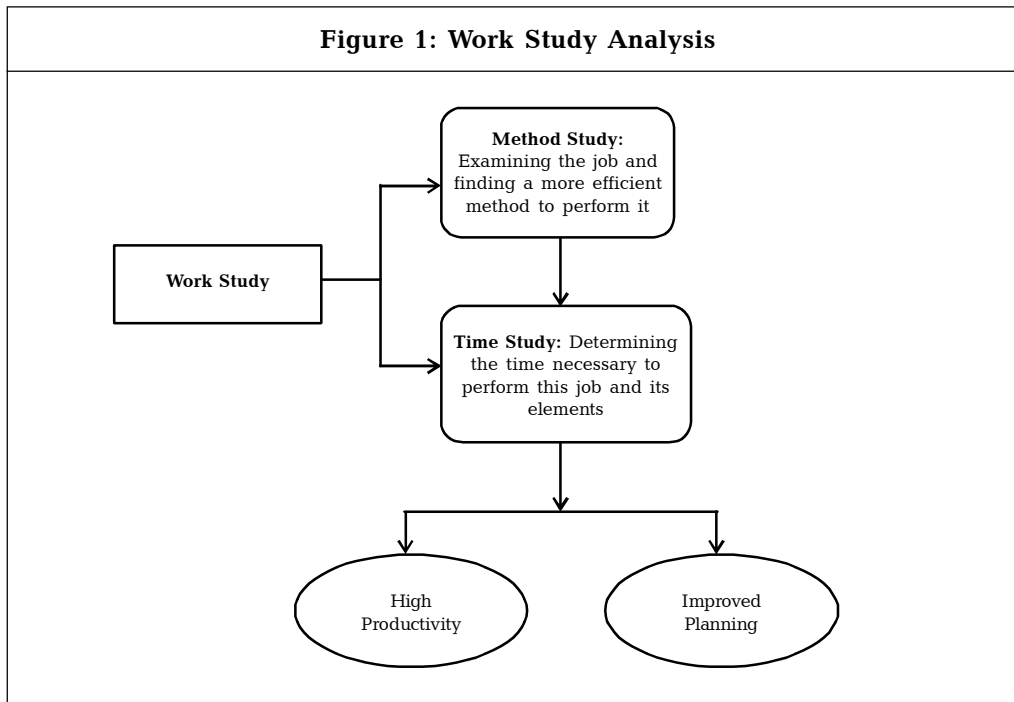 Figure 1: Work Study Analysis
Method Study:
Examining the job and
finding a more efficient
method to perform it
Work Study
Time Study: Determining
the time necessary to
perform this job and its
elements
High
Productivity
Improved
Planning